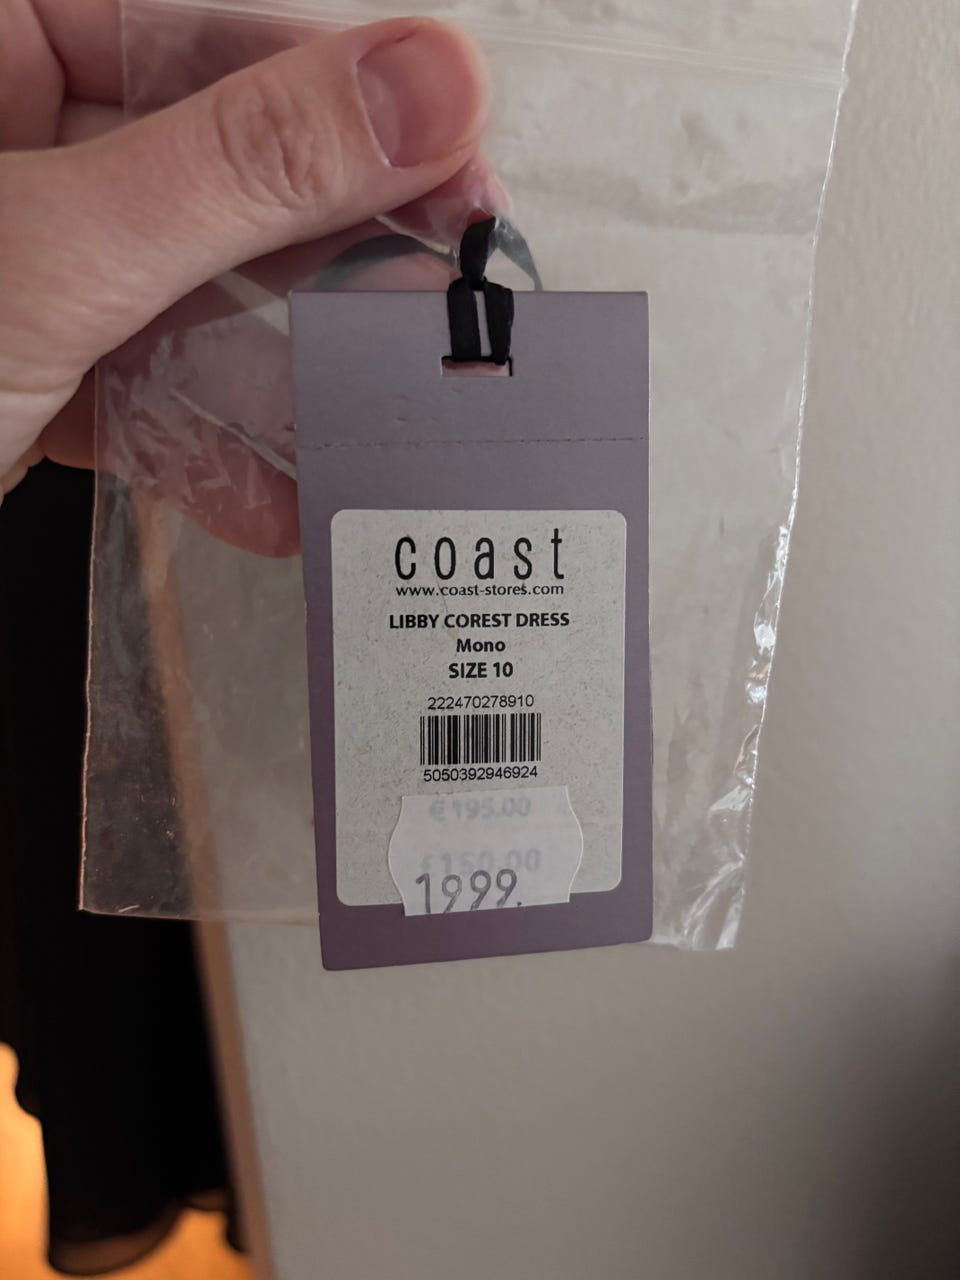 coast
www.coast-stores.com
LIBBY COREST DRESS
Mono
SIZE 10
222470278910
5050392946924
€195.00
£150.00
1999.